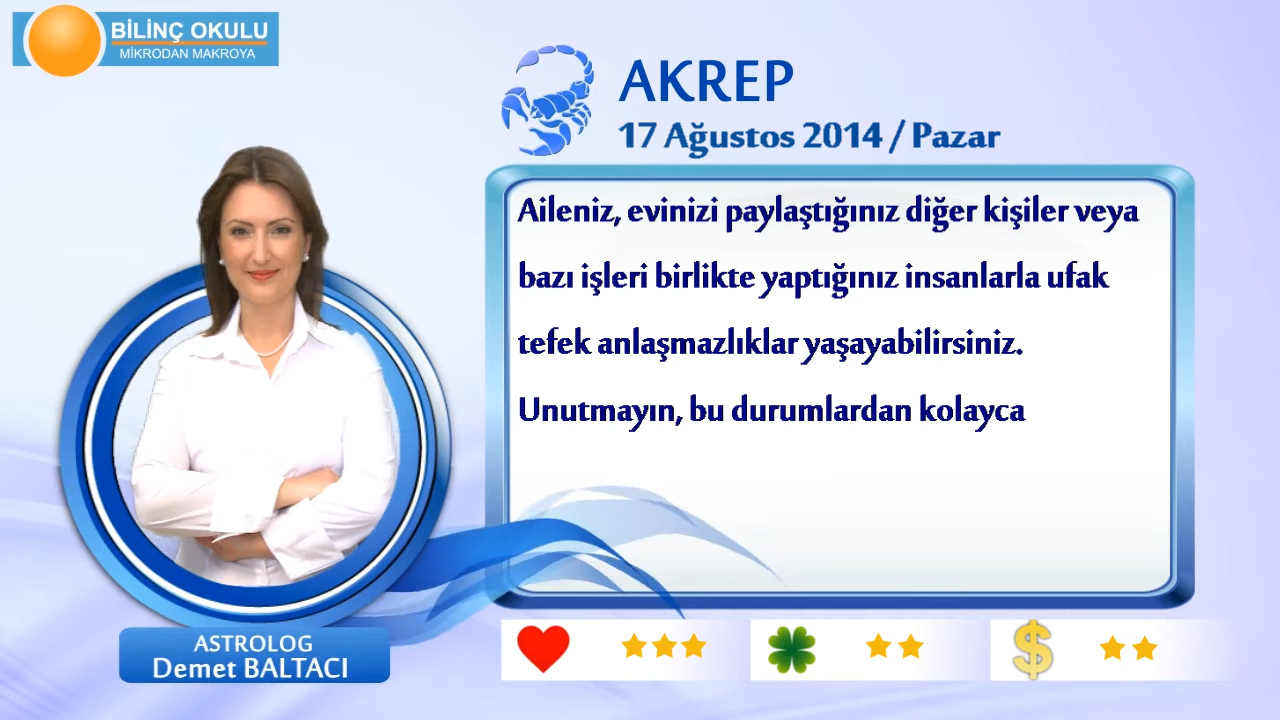 BİLİNÇ OKULU
MİKRODAN MAKROYA
AKREP
17 Ağustos 2014 / Pazar
Aileniz, evinizi paylaştığınız diğer kişiler veya
bazı işleri birlikte yaptığınız insanlarla ufak
tefek anlaşmazlıklar yaşayabilirsiniz.
Unutmayın, bu durumlardan kolayca
ASTROLOG
Demet BALTACI